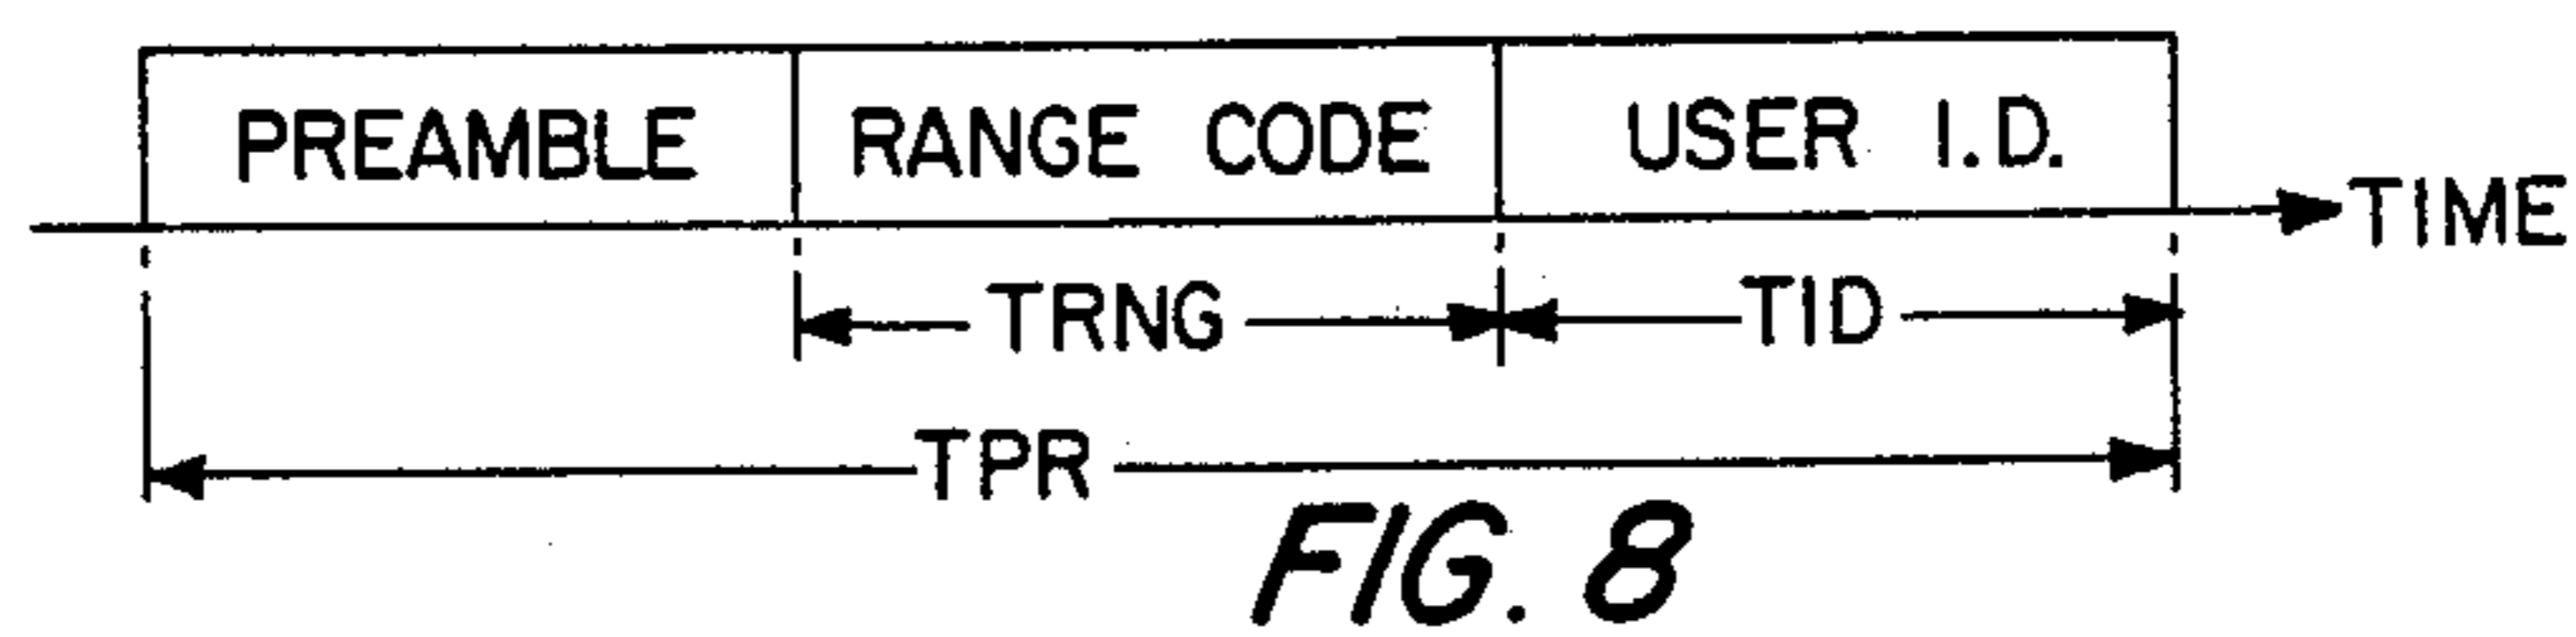 PREAMBLE RANGE CODE USER I.D.
TIME
TRNG TID
TPR
FIG. 8